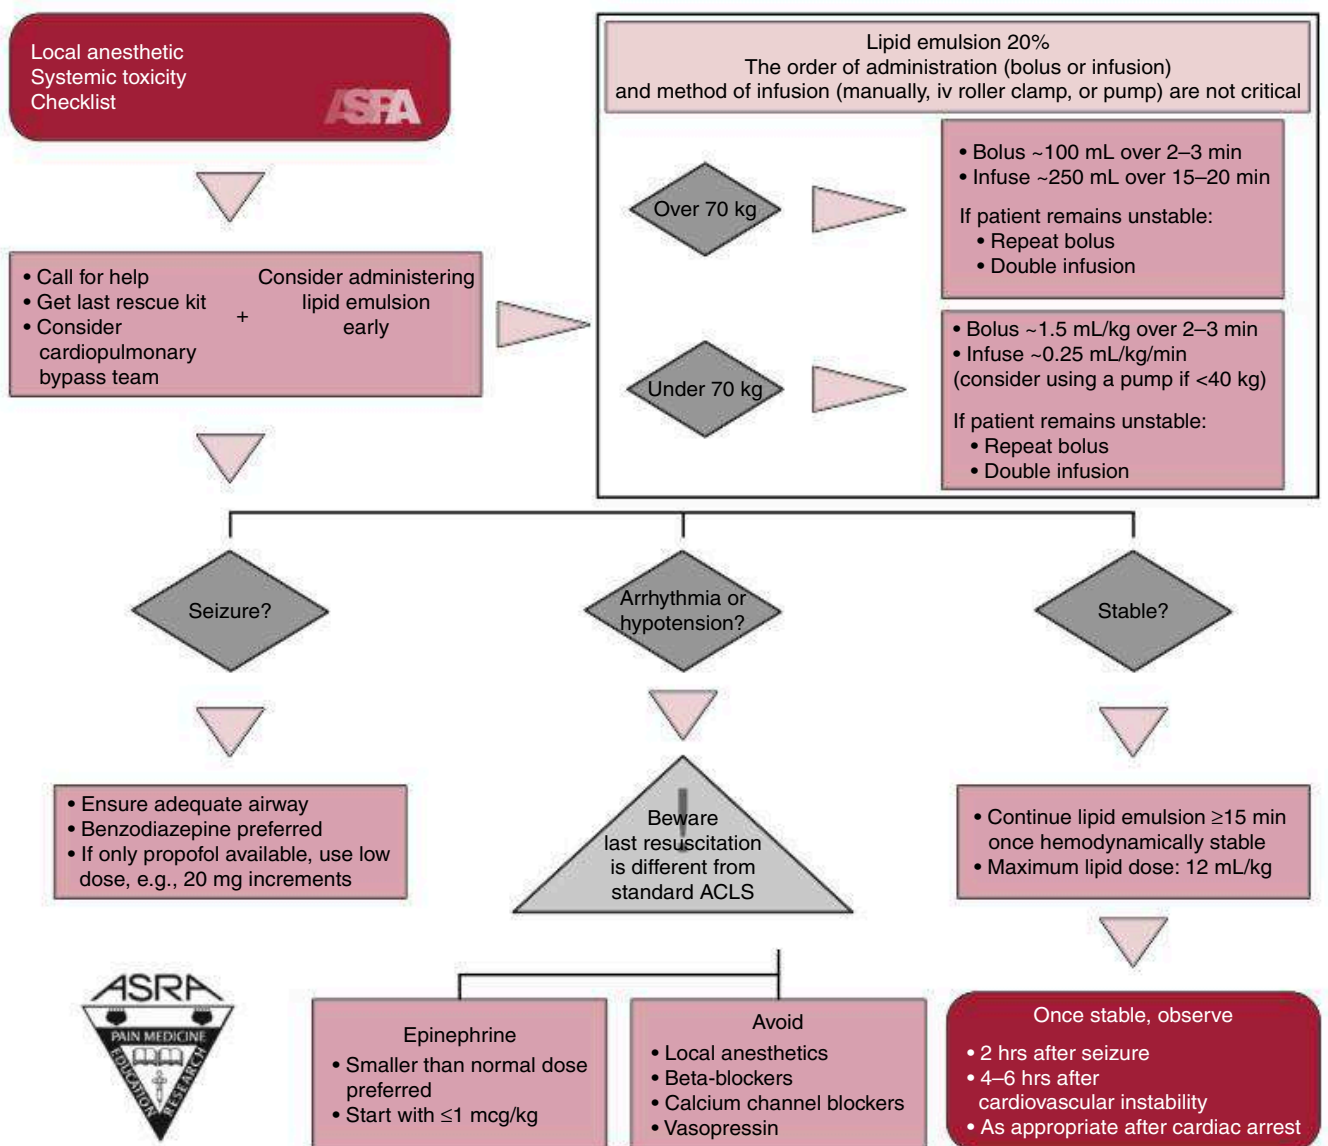 Local anesthetic
Systemic toxicity
Checklist
ASRA
• Call for help
• Get last rescue kit
• Consider
cardiopulmonary
bypass team
+
Consider administering
lipid emulsion
early
Lipid emulsion 20%
The order of administration (bolus or infusion)
and method of infusion (manually, iv roller clamp, or pump) are not critical
Over 70 kg
• Bolus ~100 mL over 2–3 min
• Infuse ~250 mL over 15–20 min
If patient remains unstable:
• Repeat bolus
• Double infusion
Under 70 kg
• Bolus ~1.5 mL/kg over 2–3 min
• Infuse ~0.25 mL/kg/min
(consider using a pump if <40 kg)
If patient remains unstable:
• Repeat bolus
• Double infusion
Seizure?
• Ensure adequate airway
• Benzodiazepine preferred
• If only propofol available, use low
dose, e.g., 20 mg increments
Arrhythmia or
hypotension?
!
Beware
last resuscitation
is different from
standard ACLS
Epinephrine
• Smaller than normal dose
preferred
• Start with ≤1 mcg/kg
Avoid
• Local anesthetics
• Beta-blockers
• Calcium channel blockers
• Vasopressin
Stable?
• Continue lipid emulsion ≥15 min
once hemodynamically stable
• Maximum lipid dose: 12 mL/kg
Once stable, observe
• 2 hrs after seizure
• 4–6 hrs after
cardiovascular instability
• As appropriate after cardiac arrest
ASRA
PAIN MEDICINE
EDUCATION
RESEARCH